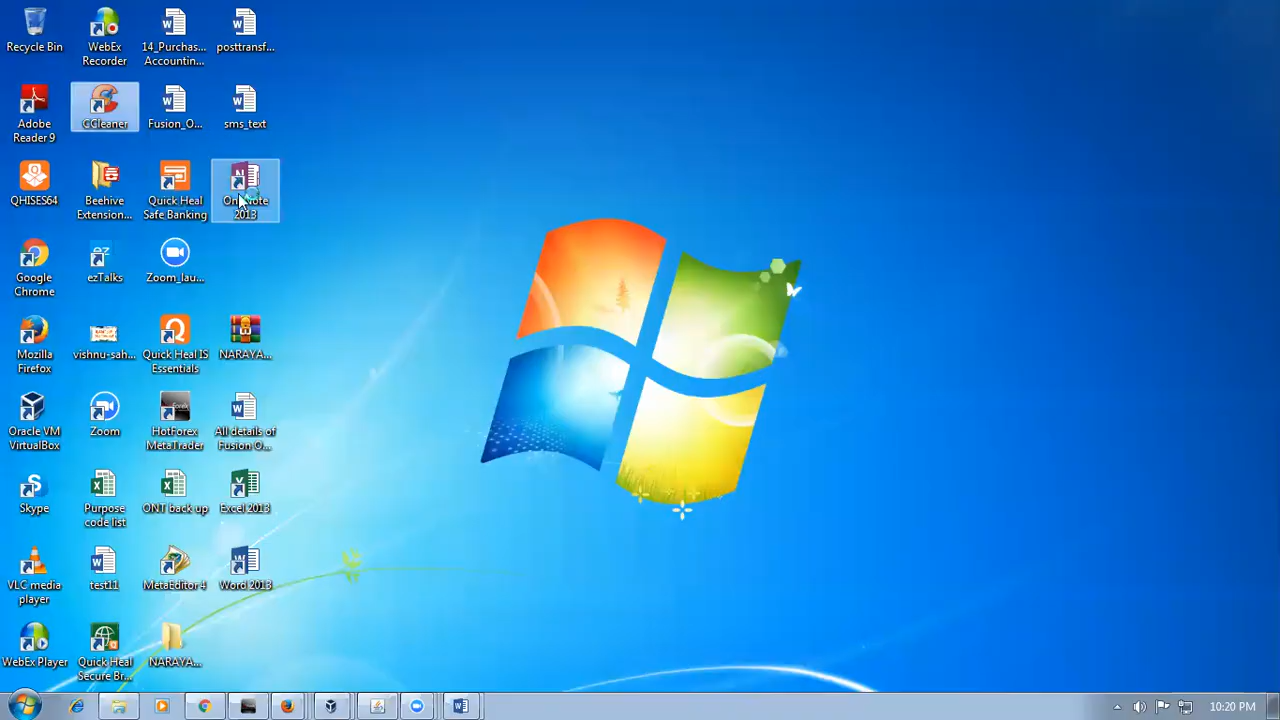 Recycle Bin
WebEx
Recorder
14_Purchas...
Accountin...
posttransf...
Adobe
Reader 9
CCleaner
Fusion_O...
sms_text
QHISES64
Beehive
Extension...
Quick Heal
Safe Banking
OneNote
2013
Google
Chrome
ezTalks
Zoom_lau...
Mozilla
Firefox
vishnu-sah...
Quick Heal IS
Essentials
NARAYA...
Oracle VM
VirtualBox
Zoom
HotForex
MetaTrader
All details of
Fusion O...
Skype
Purpose
code list
ONT back up
Excel 2013
VLC media
player
test11
MetaEditor 4
Word 2013
WebEx Player
Quick Heal
Secure Br...
NARAYA...
10:20 PM